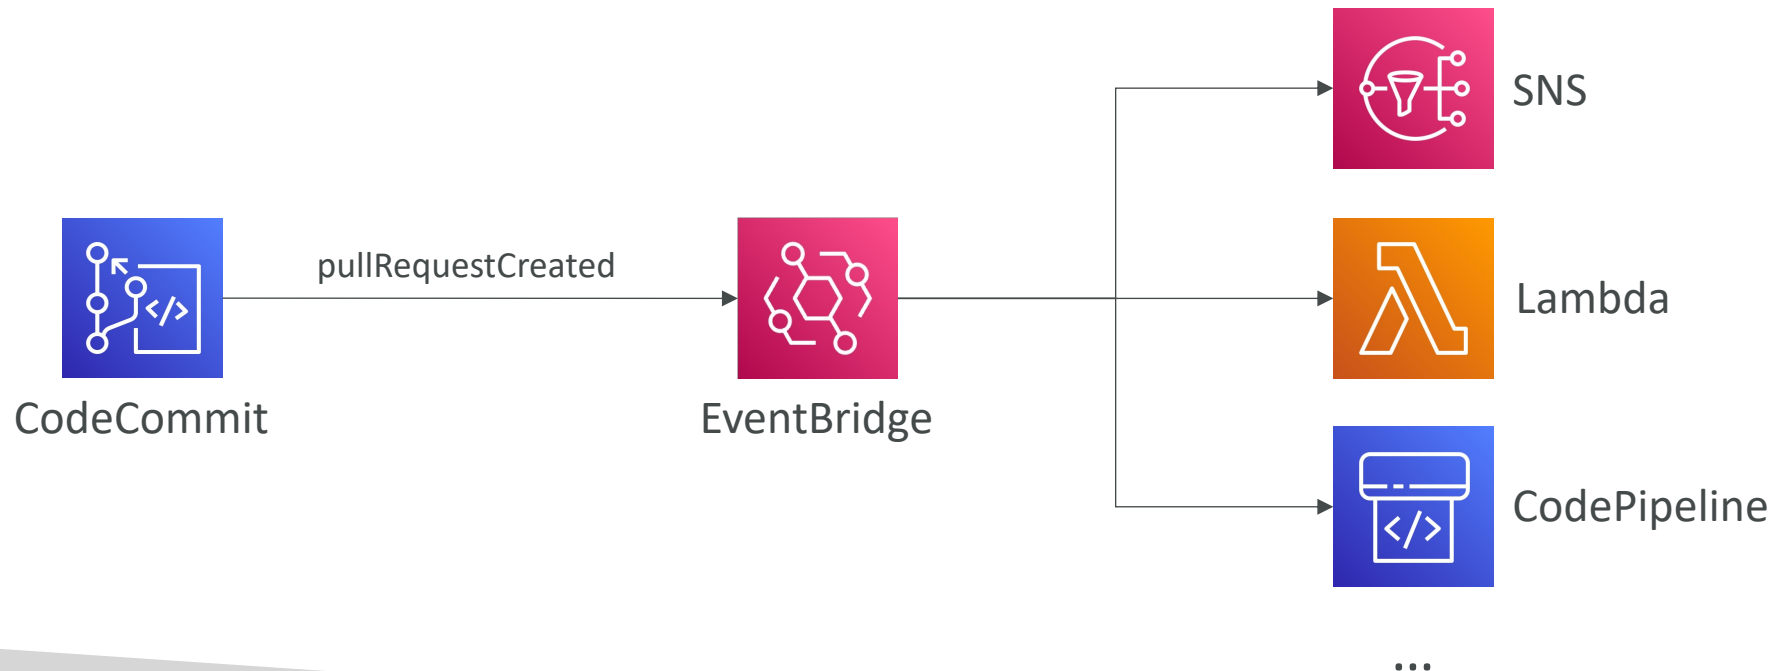 SNS
pullRequestCreated
</>
Lambda
CodeCommit
EventBridge
</>
CodePipeline
...